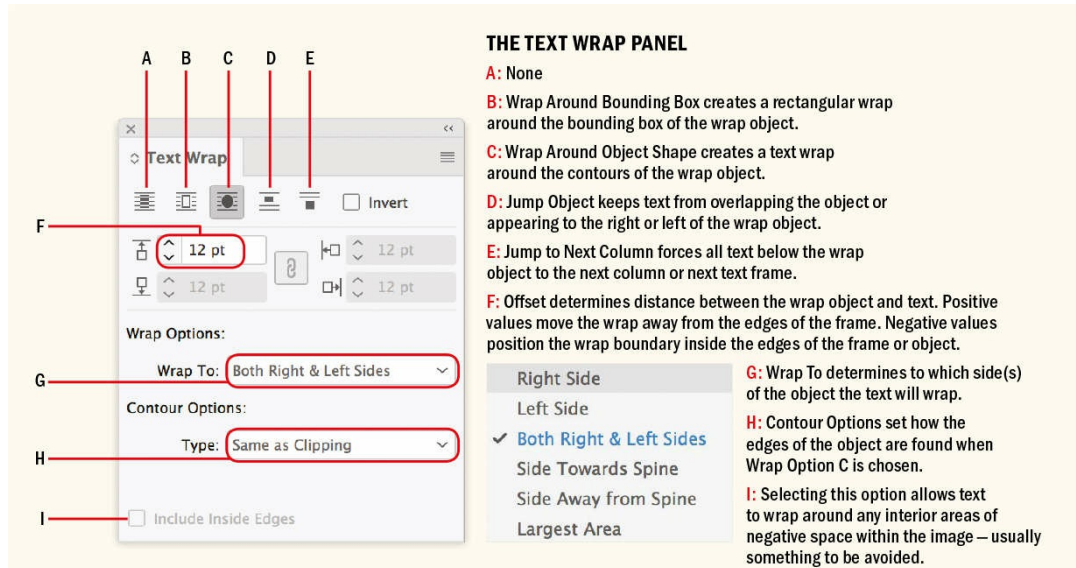 THE TEXT WRAP PANEL
A B C D E
A: None
B: Wrap Around Bounding Box creates a rectangular wrap
around the bounding box of the wrap object.
C: Wrap Around Object Shape creates a text wrap
around the contours of the wrap object.
D: Jump Object keeps text from overlapping the object or
appearing to the right or left of the wrap object.
E: Jump to Next Column forces all text below the wrap
object to the next column or next text frame.
F: Offset determines distance between the wrap object and text. Positive
values move the wrap away from the edges of the frame. Negative values
position the wrap boundary inside the edges of the frame or object.
G: Wrap To determines to which side(s)
of the object the text will wrap.
H: Contour Options set how the
edges of the object are found when
Wrap Option C is chosen.
I: Selecting this option allows text
to wrap around any interior areas of
negative space within the image — usually
something to be avoided.
Text Wrap
Invert
F
12 pt 12 pt
12 pt 12 pt
Wrap Options:
G
Wrap To: Both Right & Left Sides
Contour Options:
H
Type: Same as Clipping
I
Include Inside Edges
Right Side
Left Side
Both Right & Left Sides
Side Towards Spine
Side Away from Spine
Largest Area